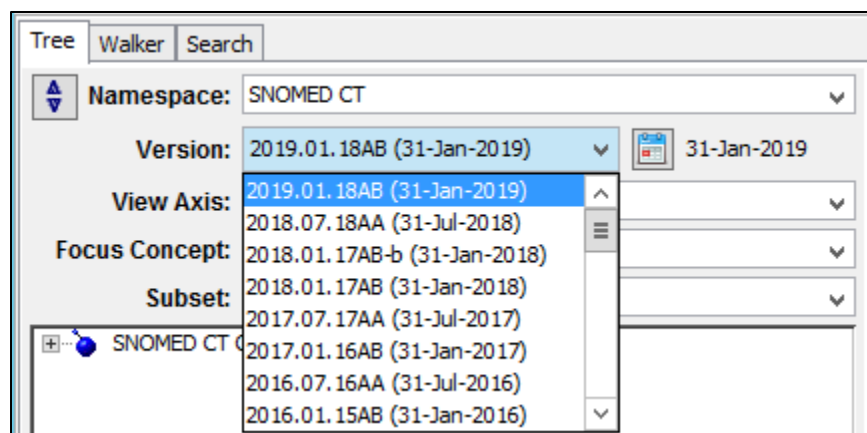 Tree Walker Search
Namespace: SNOMED CT
Version: 2019.01.18AB (31-Jan-2019) 31-Jan-2019
2019.01.18AB (31-Jan-2019)
View Axis:
2018.07.18AA (31-Jul-2018)
2018.01.17AB-b (31-Jan-2018)
Focus Concept:
2018.01.17AB (31-Jan-2018)
Subset:
2017.07.17AA (31-Jul-2017)
SNOMED CT
2017.01.16AB (31-Jan-2017)
2016.07.16AA (31-Jul-2016)
2016.01.15AB (31-Jan-2016)